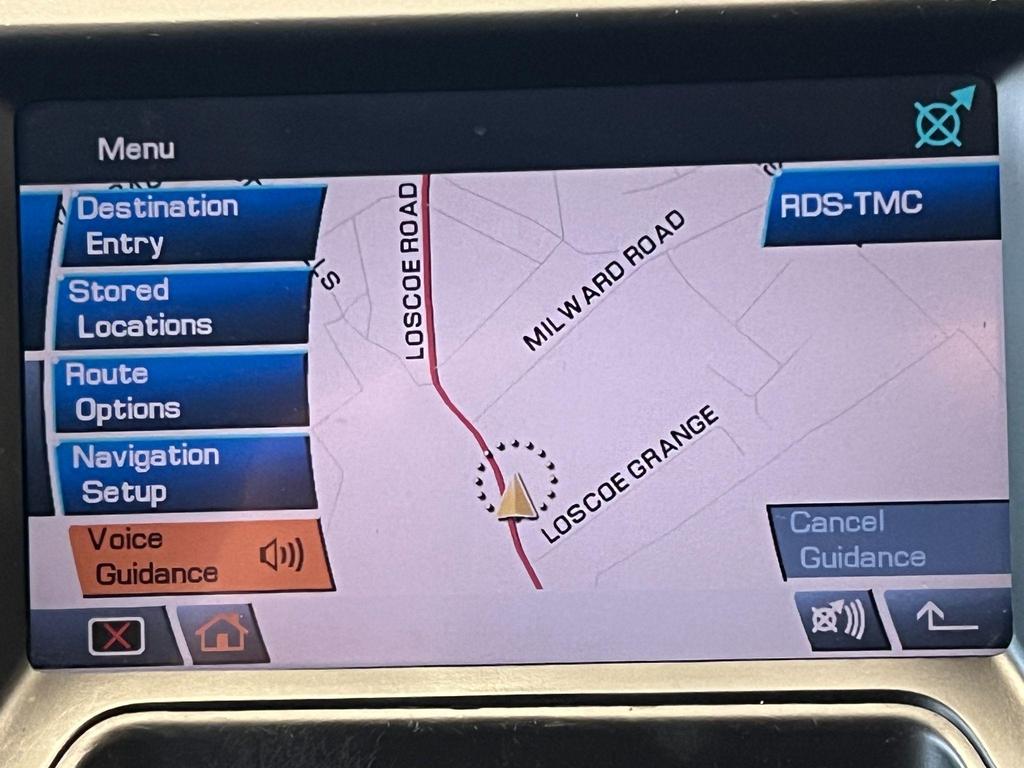 Menu
Destination
Entry
RDS-TMC
Stored
Locations
LOSCOE ROAD
MILWARD ROAD
Route
Options
Navigation
Setup
LOSCOE GRANGE
Voice
Guidance
Cancel
Guidance